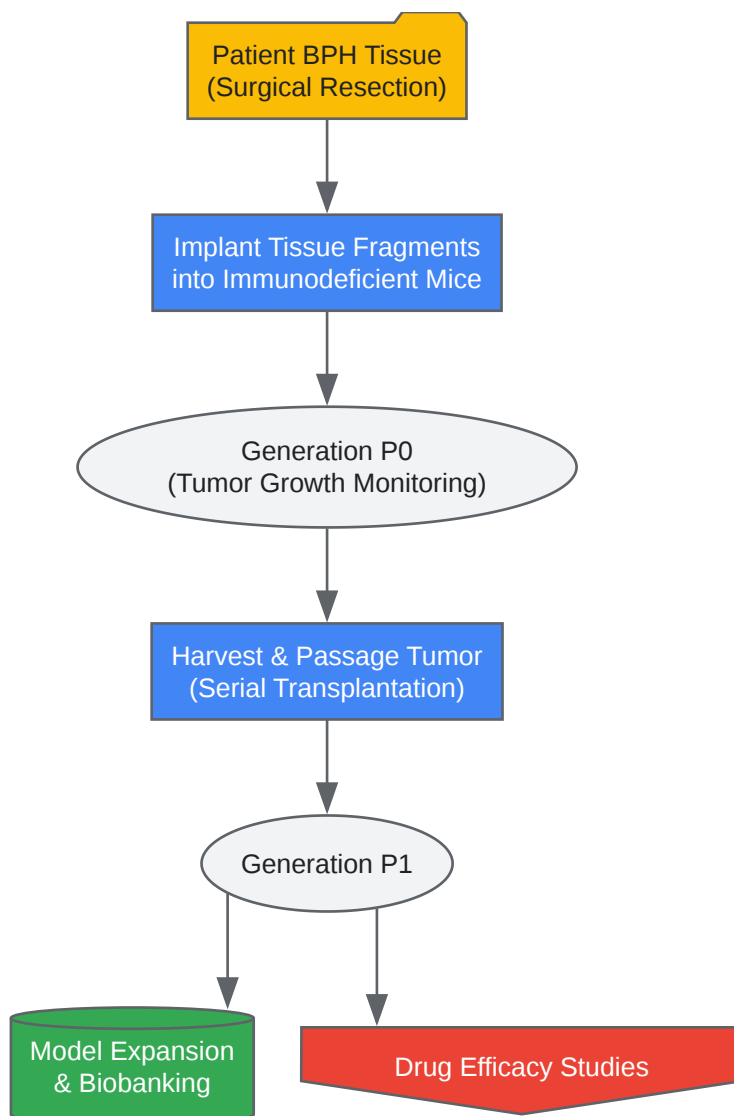 Patient BPH Tissue
(Surgical Resection)
Implant Tissue Fragments
into Immunodeficient Mice
Generation P0
(Tumor Growth Monitoring)
Harvest & Passage Tumor
(Serial Transplantation)
Generation P1
Model Expansion
& Biobanking
Drug Efficacy Studies